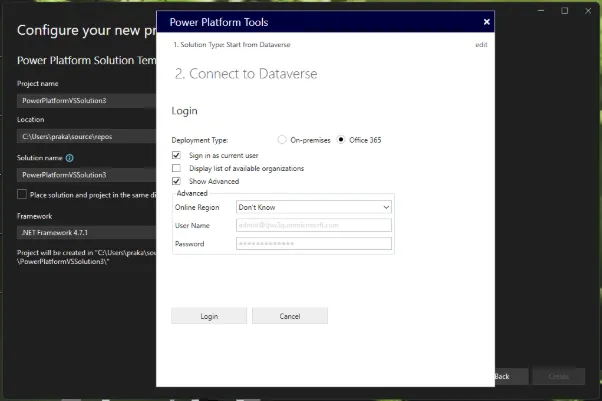 Configure your new pr
Power Platform Solution Tem
Project name
PowerPlatformVSSolution3
Location
C:\Users\praka\source\repos
Solution name
PowerPlatformVSSolution3
Place solution and project in the same di
Framework
.NET Framework 4.7.1
Project will be created in "C:\Users\praka\sou
\PowerPlatformVSSolution3\"
Power Platform Tools
1. Solution Type: Start from Dataverse
edit
2. Connect to Dataverse
Login
Deployment Type:
On-premises
Office 365
Sign in as current user
Display list of available organizations
Show Advanced
Advanced
Online Region
Don't Know
User Name
Password
Login
Cancel
Back
Create